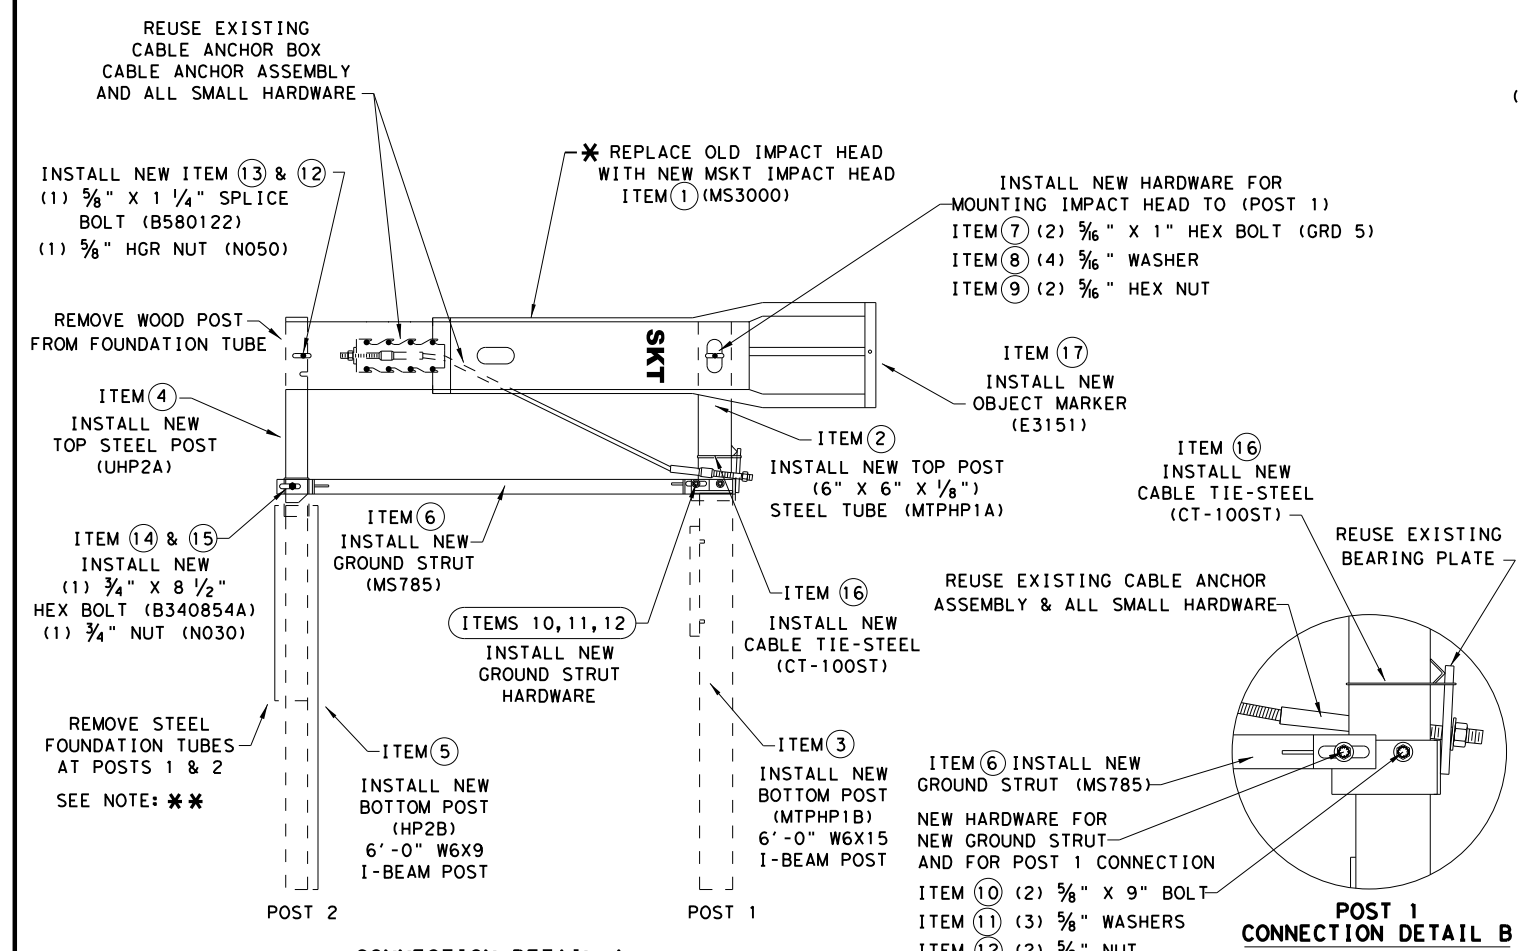 REUSE EXISTING
CABLE ANCHOR BOX
CABLE ANCHOR ASSEMBLY
AND ALL SMALL HARDWARE
INSTALL NEW ITEM 13 & 12
(1) 5/8" X 1 1/4" SPLICE
BOLT (B580122)
(1) 5/8" HGR NUT (N050)
* REPLACE OLD IMPACT HEAD
WITH NEW MSKT IMPACT HEAD
ITEM 1 (MS3000)
INSTALL NEW HARDWARE FOR
MOUNTING IMPACT HEAD TO (POST 1)
ITEM 7 (2) 5/16" X 1" HEX BOLT (GRD 5)
ITEM 8 (4) 5/16" WASHER
ITEM 9 (2) 5/16" HEX NUT
REMOVE WOOD POST
FROM FOUNDATION TUBE
SKT
ITEM 17
INSTALL NEW
OBJECT MARKER
(E3151)
ITEM 4
INSTALL NEW
TOP STEEL POST
(UHP2A)
ITEM 2
INSTALL NEW TOP POST
(6" X 6" X 1/8")
STEEL TUBE (MTPHP1A)
ITEM 16
INSTALL NEW
CABLE TIE-STEEL
(CT-100ST)
ITEM 14 & 15
INSTALL NEW
(1) 3/4" X 8 1/2"
HEX BOLT (B340854A)
(1) 3/4" NUT (N030)
ITEM 6
INSTALL NEW
GROUND STRUT
(MS785)
REUSE EXISTING
BEARING PLATE
REUSE EXISTING CABLE ANCHOR
ASSEMBLY & ALL SMALL HARDWARE
ITEMS 10, 11, 12
INSTALL NEW
GROUND STRUT
HARDWARE
ITEM 16
INSTALL NEW
CABLE TIE-STEEL
(CT-100ST)
REMOVE STEEL
FOUNDATION TUBES
AT POSTS 1 & 2
SEE NOTE: **
ITEM 5
INSTALL NEW
BOTTOM POST
(HP2B)
6'-0" W6X9
I-BEAM POST
ITEM 3
INSTALL NEW
BOTTOM POST
(MTPHP1B)
6'-0" W6X15
I-BEAM POST
ITEM 6 INSTALL NEW
GROUND STRUT (MS785)
NEW HARDWARE FOR
NEW GROUND STRUT
AND FOR POST 1 CONNECTION
ITEM 10 (2) 5/8" X 9" BOLT
ITEM 11 (3) 5/8" WASHERS
ITEM 12 (2) 5/8" NUT
POST 2
POST 1
POST 1
CONNECTION DETAIL B
CONNECTION DETAIL A